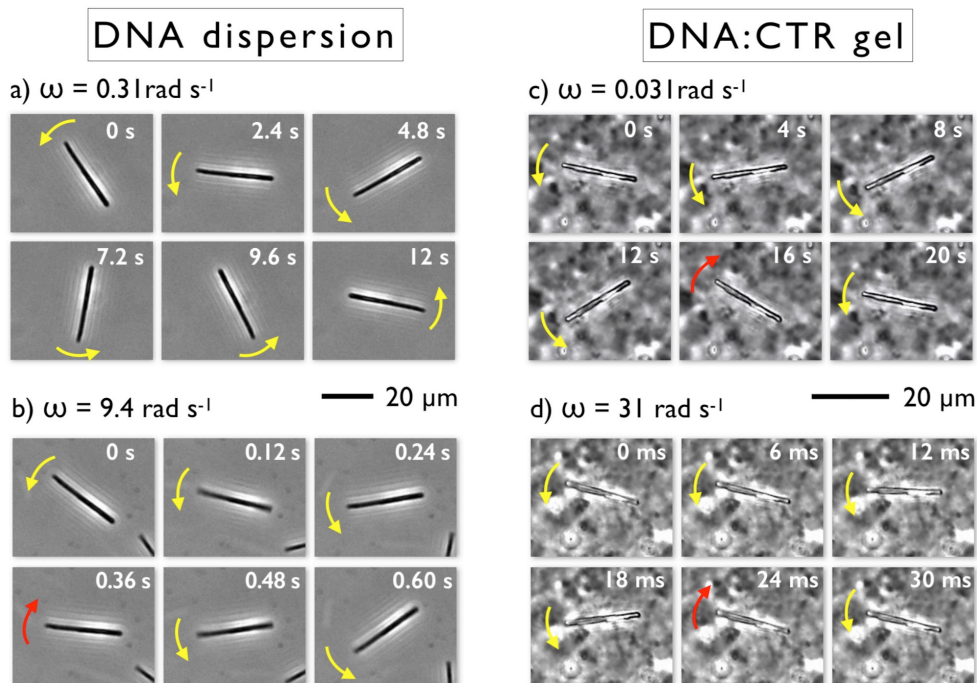 DNA dispersion
a) ω = 0.31rad s⁻¹
0 s
2.4 s
4.8 s
7.2 s
9.6 s
12 s
b) ω = 9.4 rad s⁻¹
20 μm
0 s
0.12 s
0.24 s
0.36 s
0.48 s
0.60 s
DNA:CTR gel
c) ω = 0.031rad s⁻¹
0 s
4 s
8 s
12 s
16 s
20 s
d) ω = 31 rad s⁻¹
20 μm
0 ms
6 ms
12 ms
18 ms
24 ms
30 ms